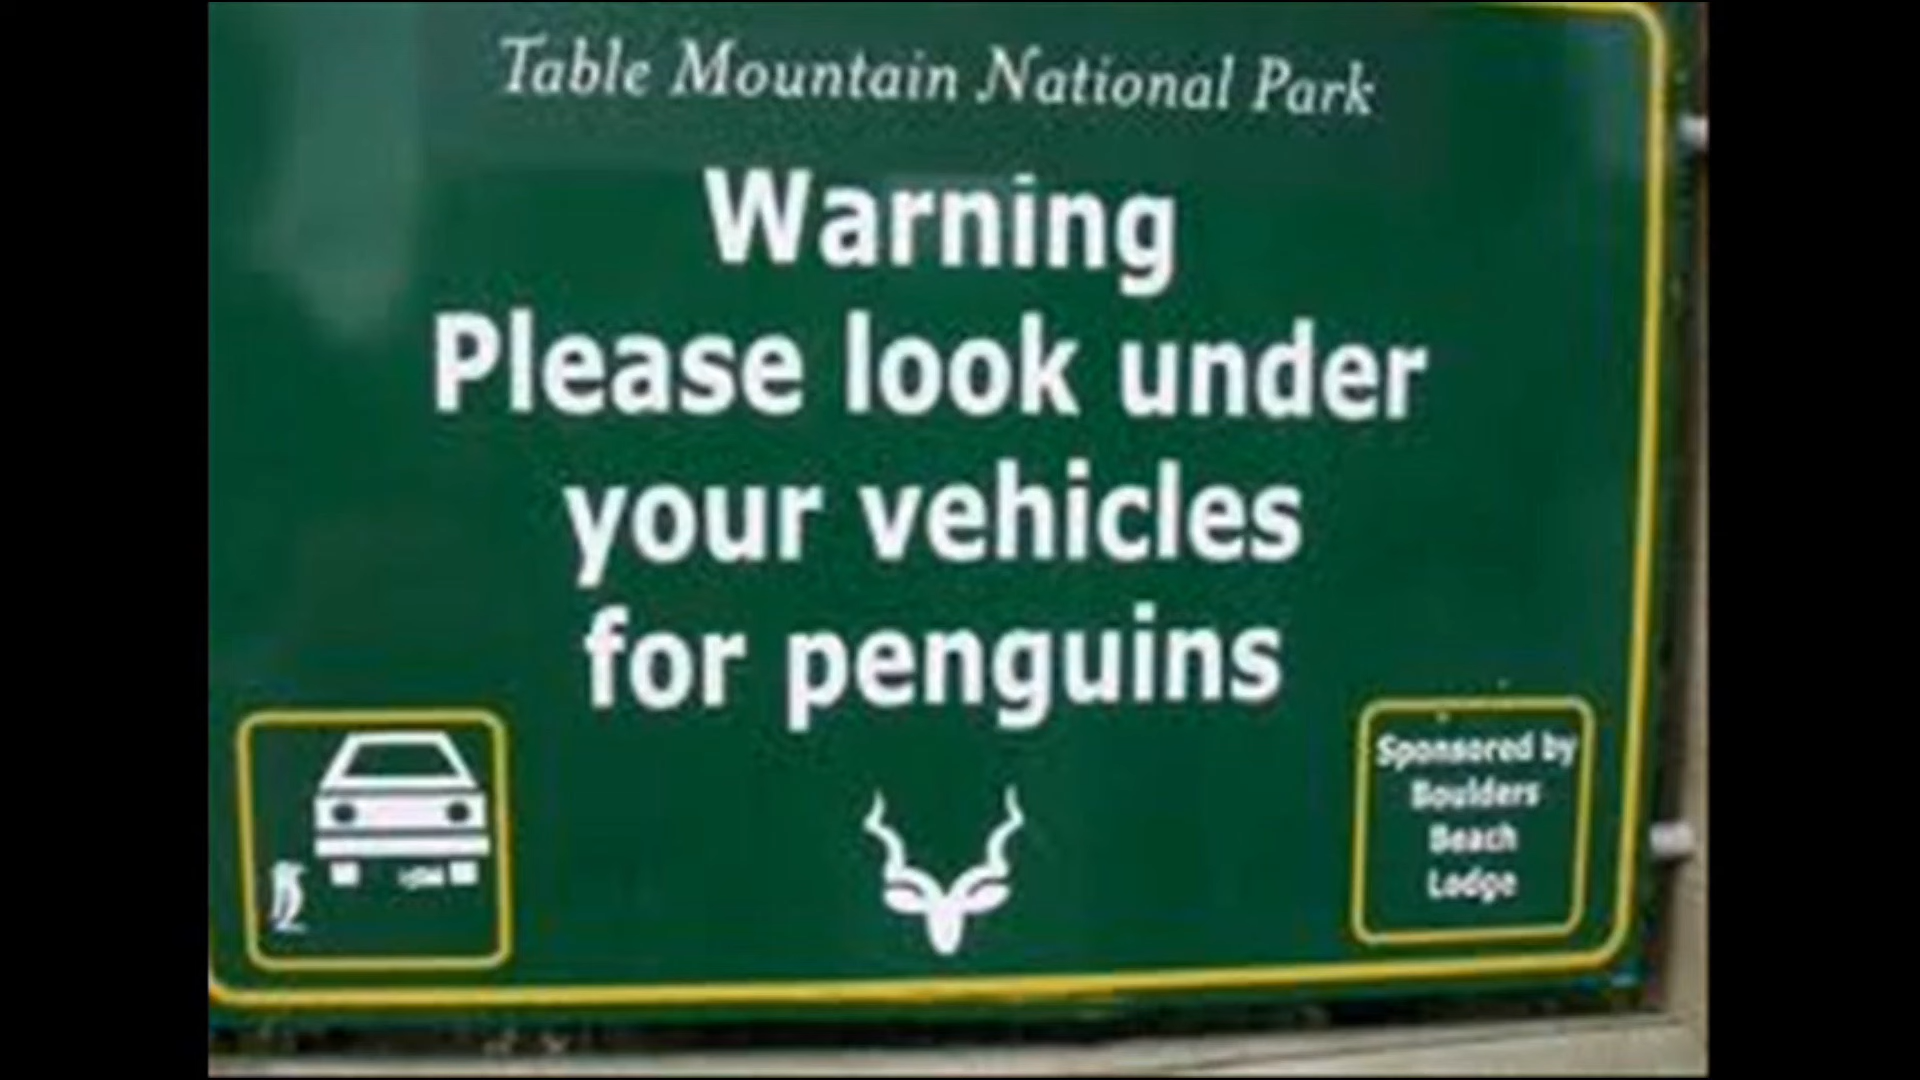 Table Mountain National Park
Warning
Please look under
your vehicles
for penguins
Sponsored by
Boulders
Beach
Lodge